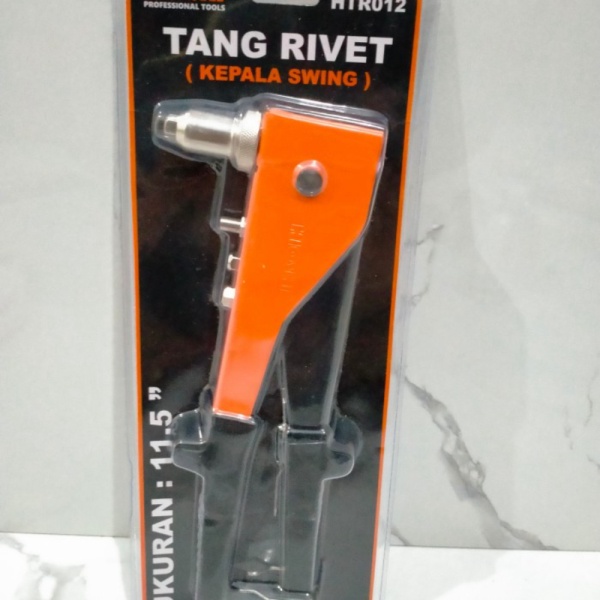 PROFESSIONAL TOOLS
HTR012
TANG RIVET
( KEPALA SWING )
UKURAN : 11.5 ”